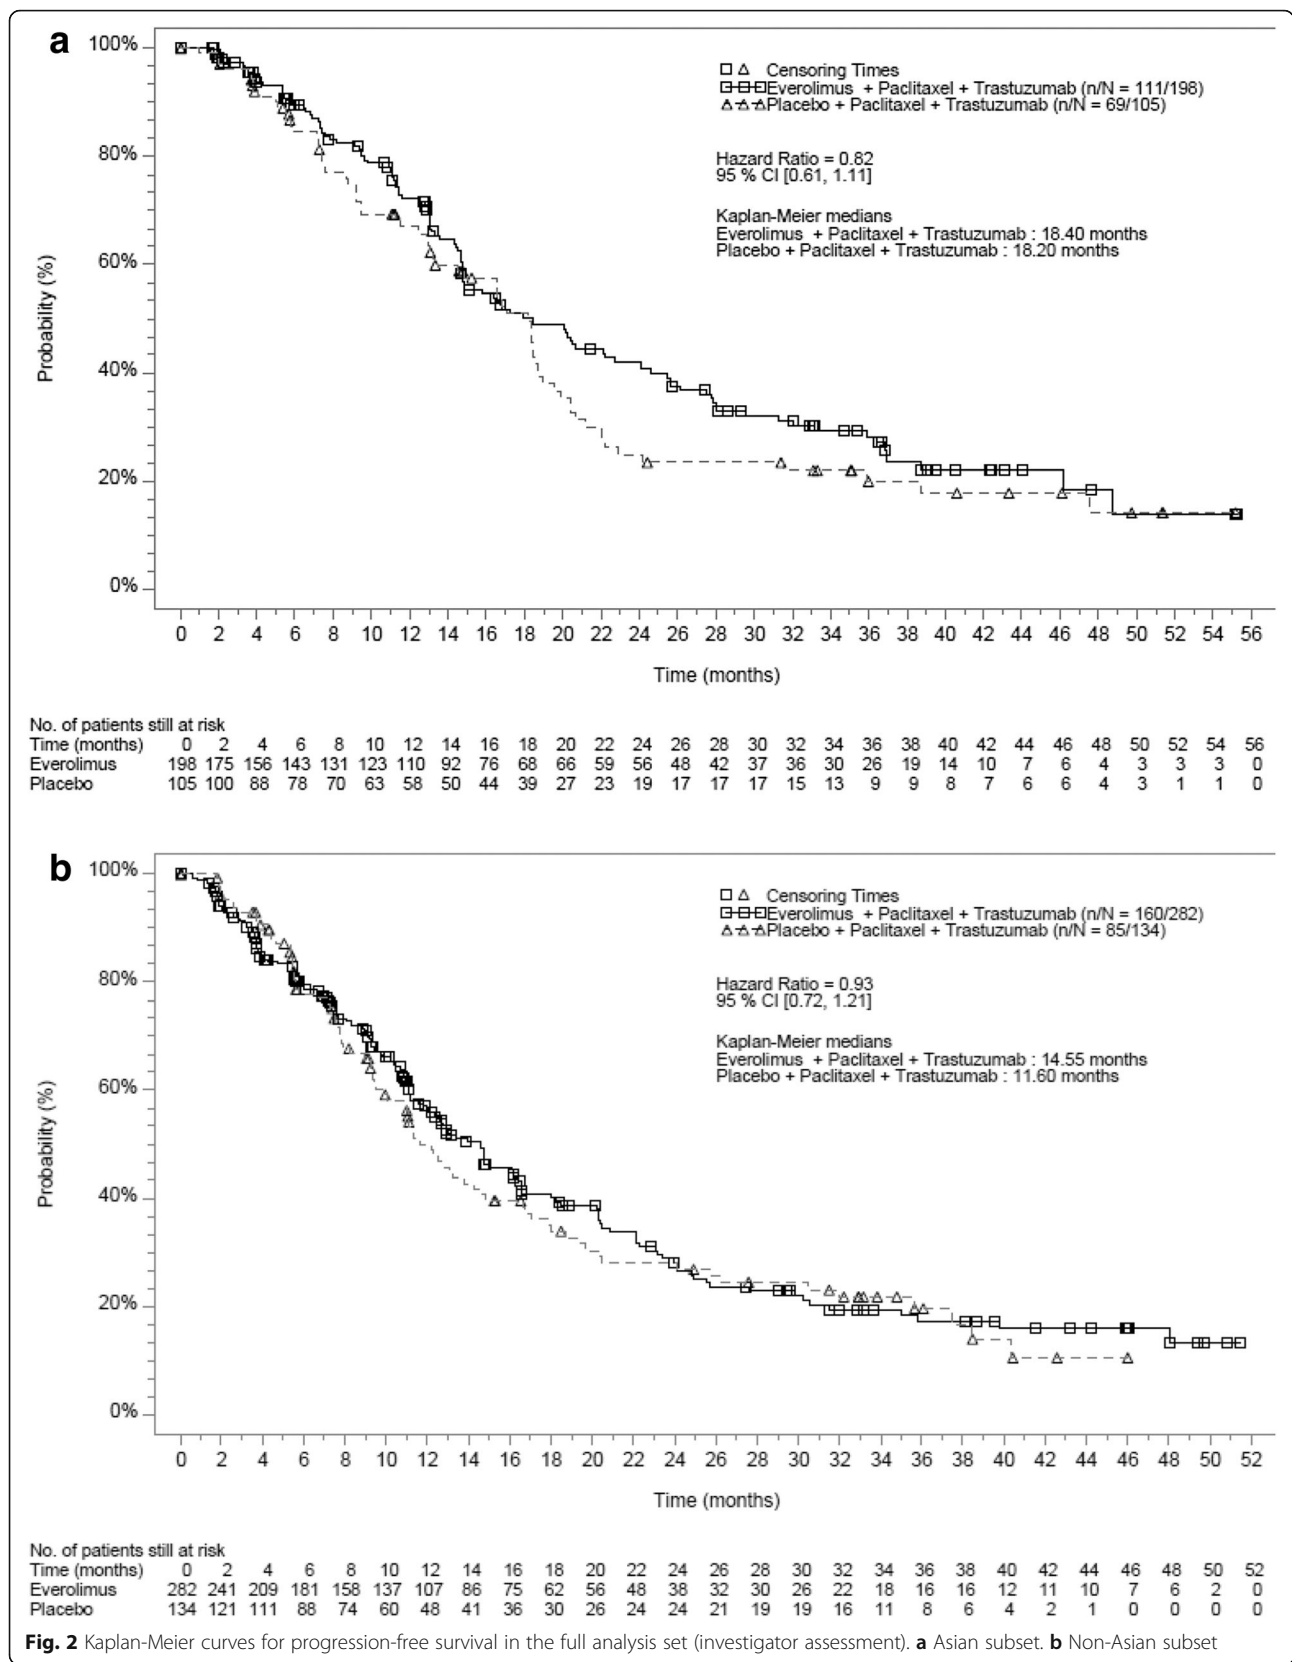 a
100%
80%
60%
40%
20%
0%
Probability (%)
Censoring Times
Everolimus + Paclitaxel + Trastuzumab (n/N = 111/198)
Placebo + Paclitaxel + Trastuzumab (n/N = 69/105)
Hazard Ratio = 0.82
95 % CI [0.61, 1.11]
Kaplan-Meier medians
Everolimus + Paclitaxel + Trastuzumab : 18.40 months
Placebo + Paclitaxel + Trastuzumab : 18.20 months
0 2 4 6 8 10 12 14 16 18 20 22 24 26 28 30 32 34 36 38 40 42 44 46 48 50 52 54 56
Time (months)
No. of patients still at risk
Time (months) 0 2 4 6 8 10 12 14 16 18 20 22 24 26 28 30 32 34 36 38 40 42 44 46 48 50 52 54 56
Everolimus 198 175 156 143 131 123 110 92 76 68 66 59 56 48 42 37 36 30 26 19 14 10 7 6 4 3 3 3 0
Placebo 105 100 88 78 70 63 58 50 44 39 27 23 19 17 17 17 15 13 9 9 8 7 6 6 4 3 1 1 0
b
100%
80%
60%
40%
20%
0%
Probability (%)
Censoring Times
Everolimus + Paclitaxel + Trastuzumab (n/N = 160/282)
Placebo + Paclitaxel + Trastuzumab (n/N = 85/134)
Hazard Ratio = 0.93
95 % CI [0.72, 1.21]
Kaplan-Meier medians
Everolimus + Paclitaxel + Trastuzumab : 14.55 months
Placebo + Paclitaxel + Trastuzumab : 11.60 months
0 2 4 6 8 10 12 14 16 18 20 22 24 26 28 30 32 34 36 38 40 42 44 46 48 50 52
Time (months)
No. of patients still at risk
Time (months) 0 2 4 6 8 10 12 14 16 18 20 22 24 26 28 30 32 34 36 38 40 42 44 46 48 50 52
Everolimus 282 241 209 181 158 137 107 86 75 62 56 48 38 32 30 26 22 18 16 16 12 11 10 7 6 2 0
Placebo 134 121 111 88 74 60 48 41 36 30 26 24 24 21 19 19 16 11 8 6 4 2 1 0 0 0 0
Fig. 2 Kaplan-Meier curves for progression-free survival in the full analysis set (investigator assessment). a Asian subset. b Non-Asian subset